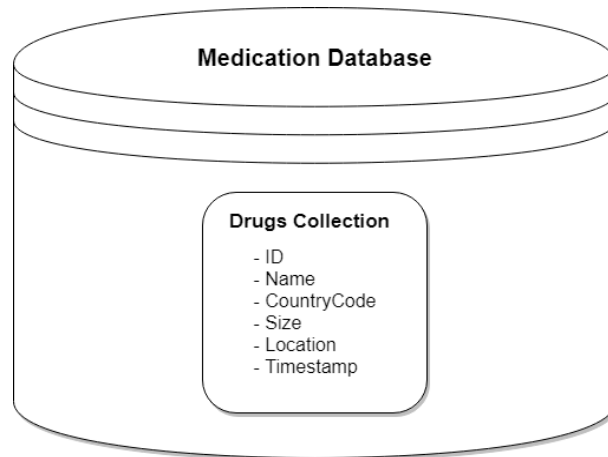 Medication Database
Drugs Collection
- ID
- Name
- CountryCode
- Size
- Location
- Timestamp